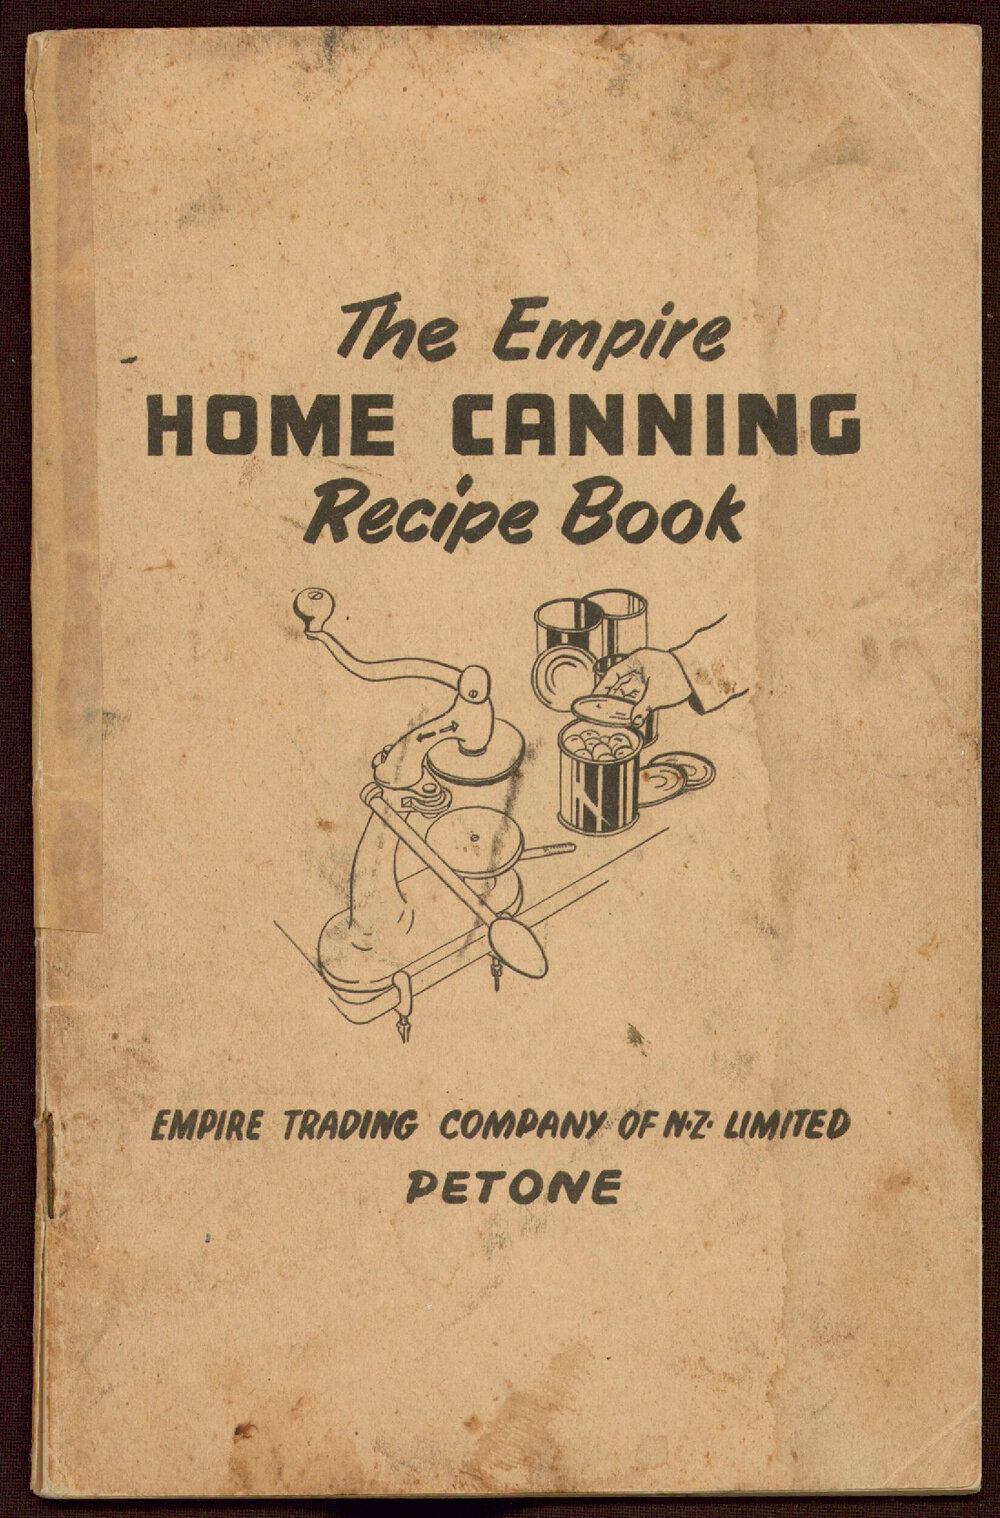 The Empire
HOME CANNING
Recipe Book
EMPIRE TRADING COMPANY OF N·Z· LIMITED
PETONE